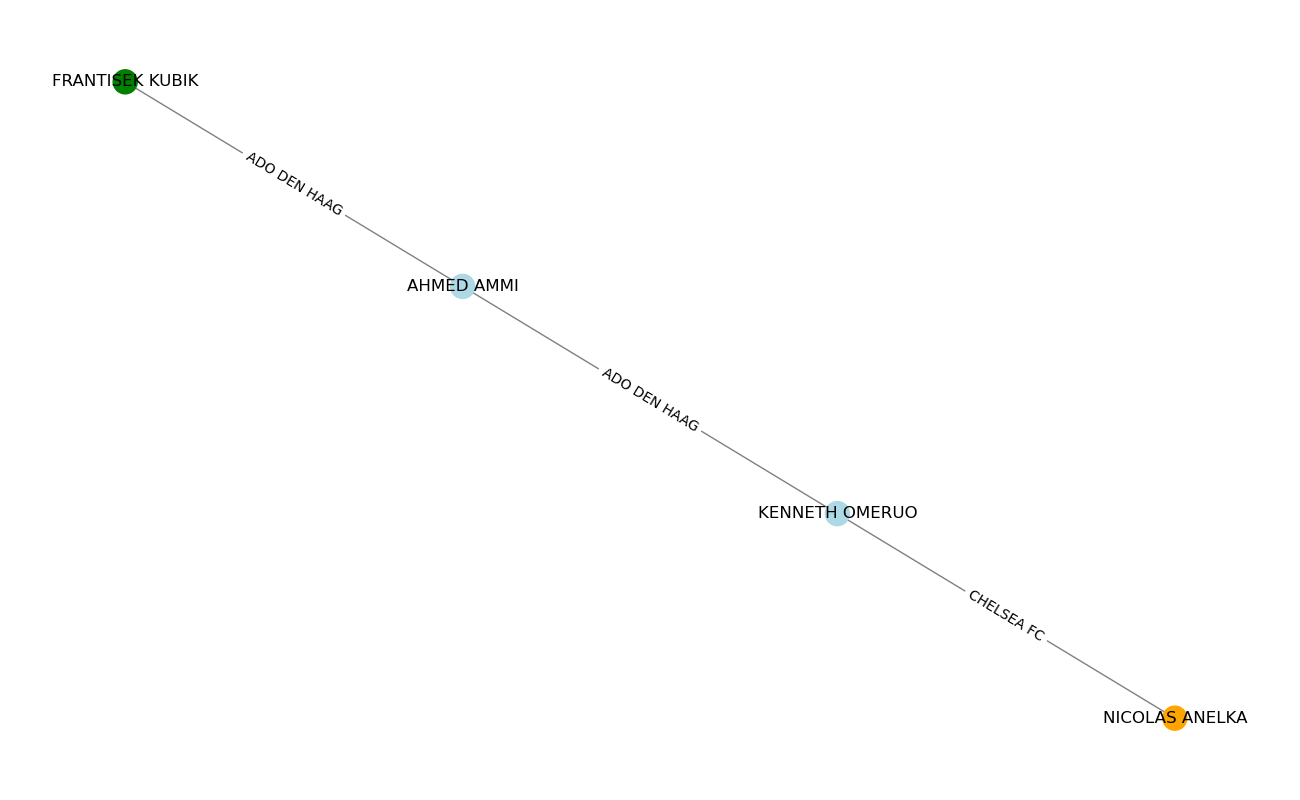 FRANTISEK KUBIK
ADO DEN HAAG
AHMED AMMI
ADO DEN HAAG
KENNETH OMERUO
CHELSEA FC
NICOLAS ANELKA